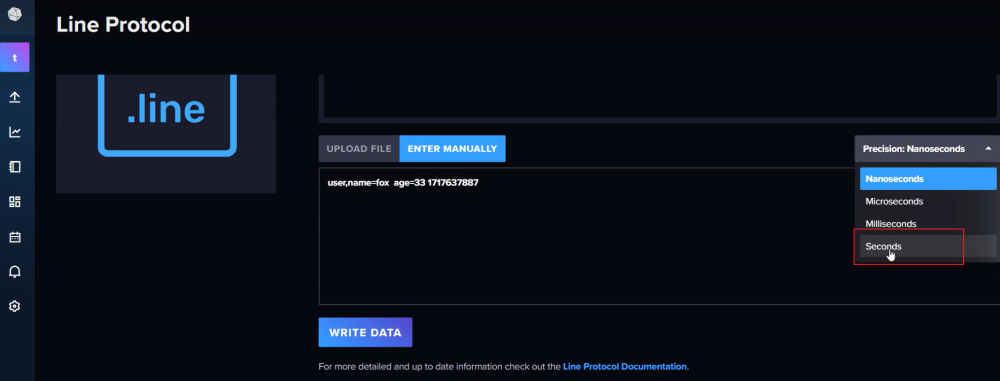 Line Protocol
t
.line
UPLOAD FILE
ENTER MANUALLY
Precision: Nanoseconds
user,name=fox  age=33 1717637887
Nanoseconds
Microseconds
Milliseconds
Seconds
WRITE DATA
For more detailed and up to date information check out the Line Protocol Documentation.